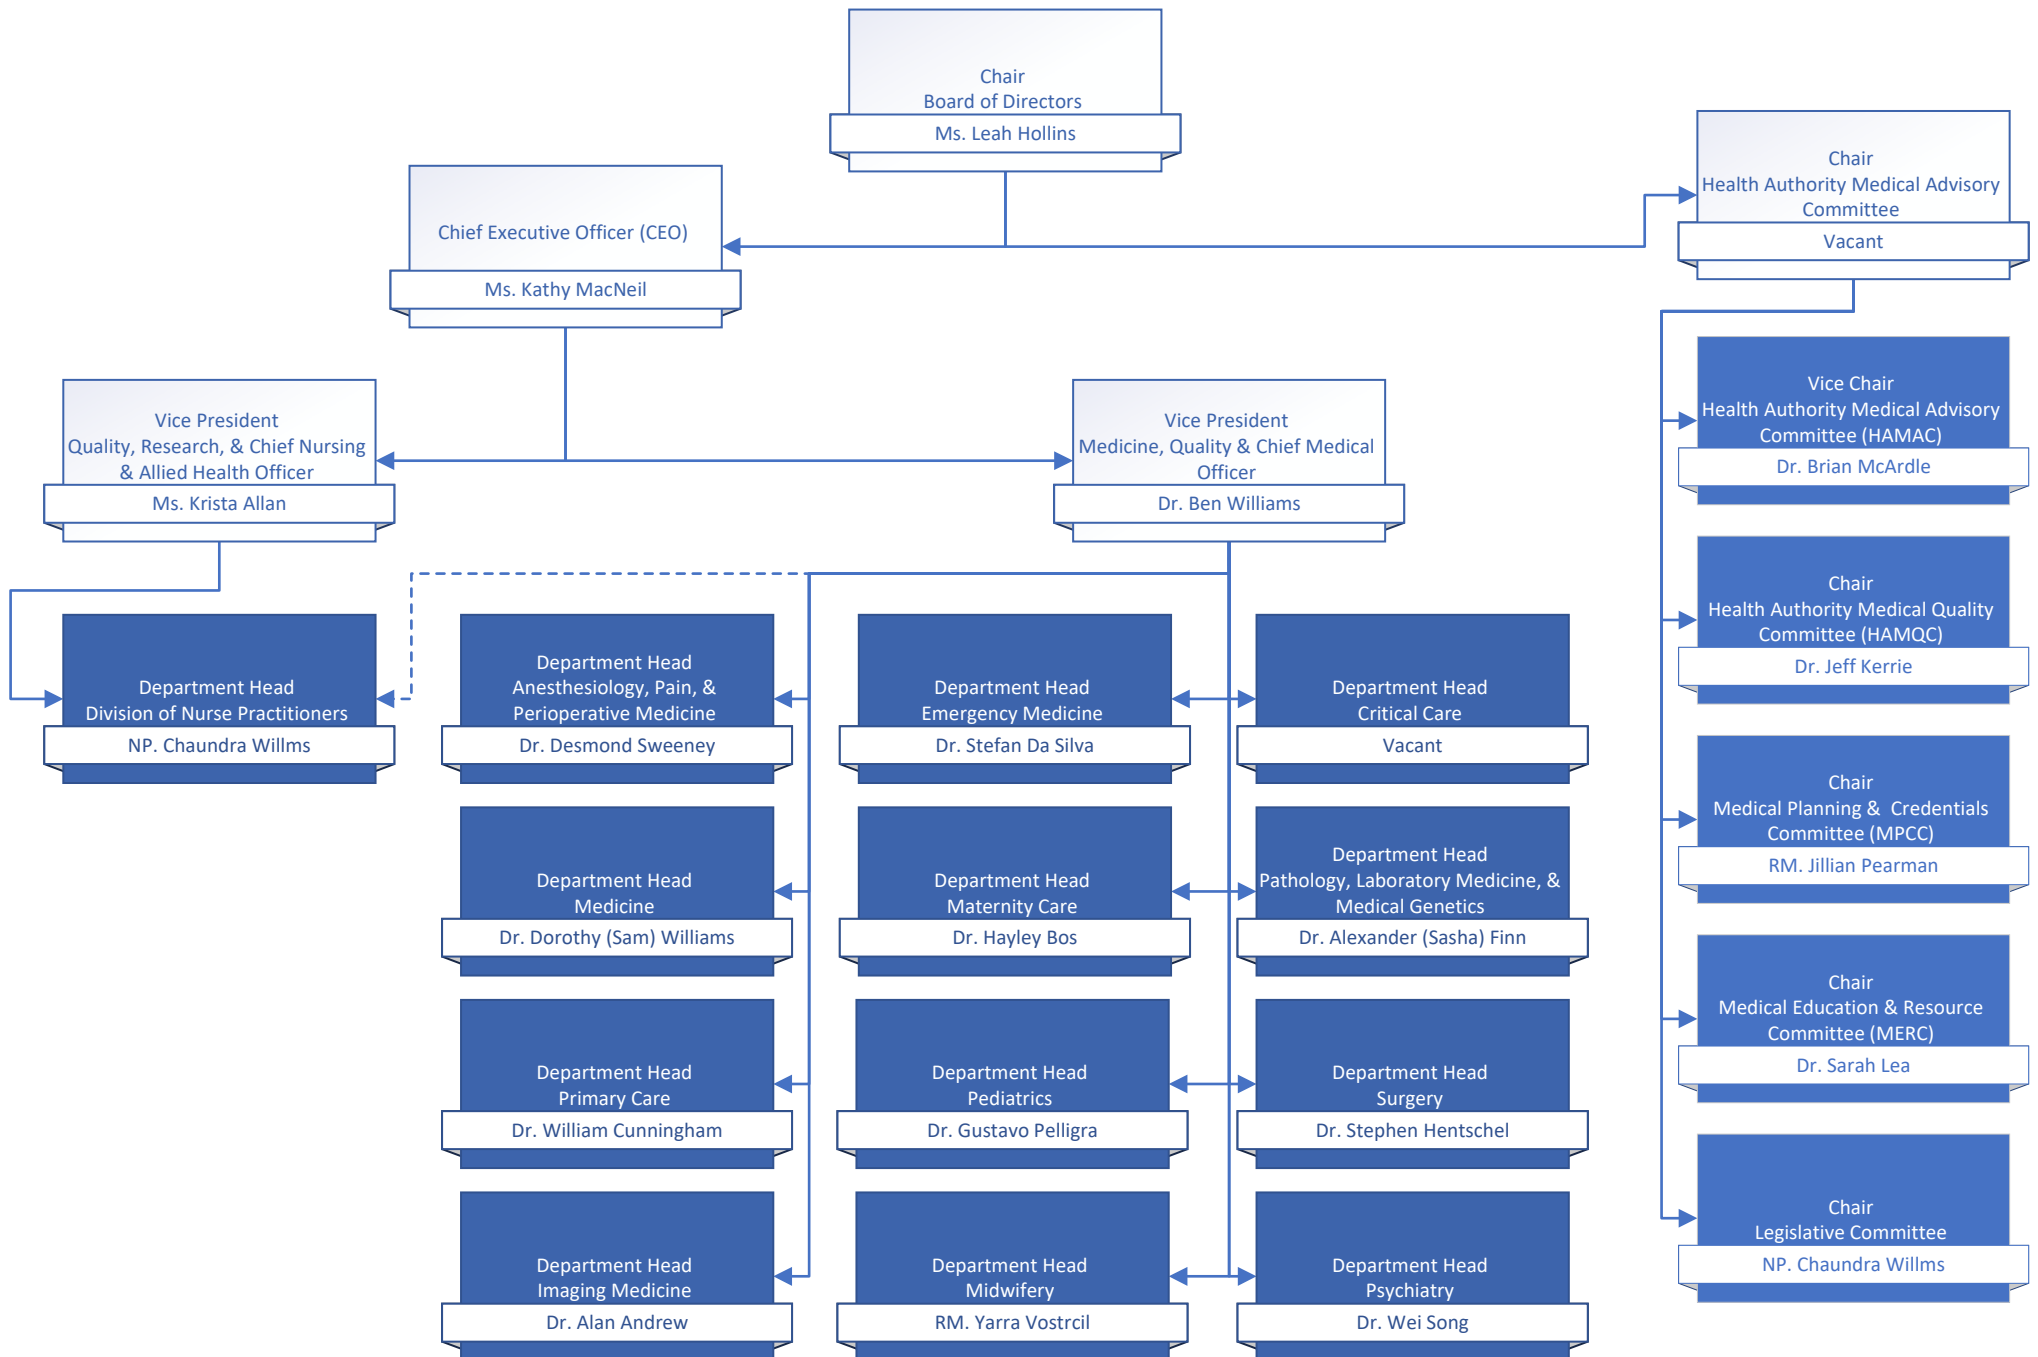 Chair
Board of Directors
Ms. Leah Hollins
Chair
Health Authority Medical Advisory
Committee
Vacant
Chief Executive Officer (CEO)
Ms. Kathy MacNeil
Vice President
Quality, Research, & Chief Nursing
& Allied Health Officer
Ms. Krista Allan
Vice President
Medicine, Quality & Chief Medical
Officer
Dr. Ben Williams
Vice Chair
Health Authority Medical Advisory
Committee (HAMAC)
Dr. Brian McArdle
Chair
Health Authority Medical Quality
Committee (HAMQC)
Dr. Jeff Kerrie
Chair
Medical Planning &  Credentials
Committee (MPCC)
RM. Jillian Pearman
Chair
Medical Education & Resource
Committee (MERC)
Dr. Sarah Lea
Chair
Legislative Committee
NP. Chaundra Willms
Department Head
Division of Nurse Practitioners
NP. Chaundra Willms
Department Head
Anesthesiology, Pain, &
Perioperative Medicine
Dr. Desmond Sweeney
Department Head
Emergency Medicine
Dr. Stefan Da Silva
Department Head
Critical Care
Vacant
Department Head
Medicine
Dr. Dorothy (Sam) Williams
Department Head
Maternity Care
Dr. Hayley Bos
Department Head
Pathology, Laboratory Medicine, &
Medical Genetics
Dr. Alexander (Sasha) Finn
Department Head
Primary Care
Dr. William Cunningham
Department Head
Pediatrics
Dr. Gustavo Pelligra
Department Head
Surgery
Dr. Stephen Hentschel
Department Head
Imaging Medicine
Dr. Alan Andrew
Department Head
Midwifery
RM. Yarra Vostrcil
Department Head
Psychiatry
Dr. Wei Song